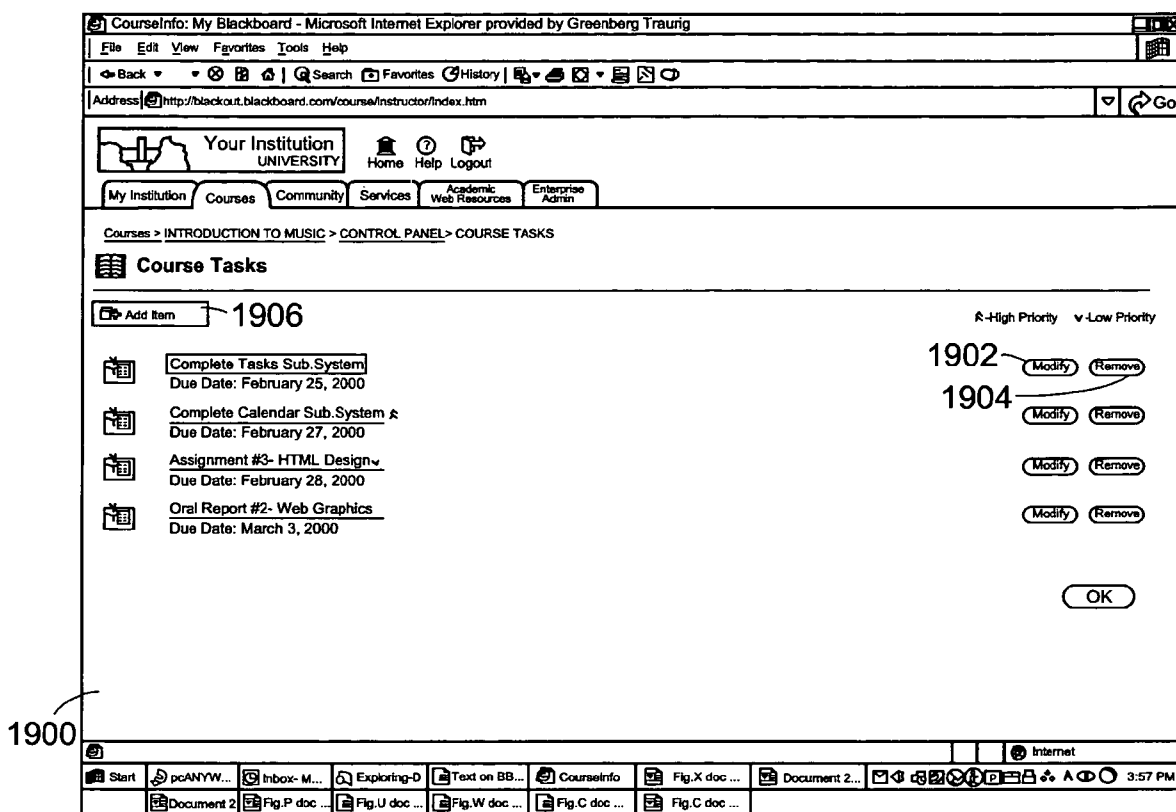 CourseInfo: My Blackboard - Microsoft Internet Explorer provided by Greenberg Traurig
File Edit View Favorites Tools Help
Back Search Favorites History
Address http://blackout.blackboard.com/course/instructor/index.htm Go
Your Institution
UNIVERSITY
Home Help Logout
My Institution Courses Community Services Academic Web Resources Enterprise Admin
Courses > INTRODUCTION TO MUSIC > CONTROL PANEL> COURSE TASKS
Course Tasks
Add Item 1906 -High Priority -Low Priority
Complete Tasks Sub.System 1902 Modify Remove
Due Date: February 25, 2000 1904
Complete Calendar Sub.System Modify Remove
Due Date: February 27, 2000
Assignment #3- HTML Design Modify Remove
Due Date: February 28, 2000
Oral Report #2- Web Graphics Modify Remove
Due Date: March 3, 2000
OK
1900
Internet
Start pcANYW... Inbox- M... Exploring-D Text on BB... CourseInfo Fig.X doc ... Document 2... 3:57 PM
Document 2 Fig.P doc ... Fig.U doc ... Fig.W doc ... Fig.C doc ... Fig.C doc ...